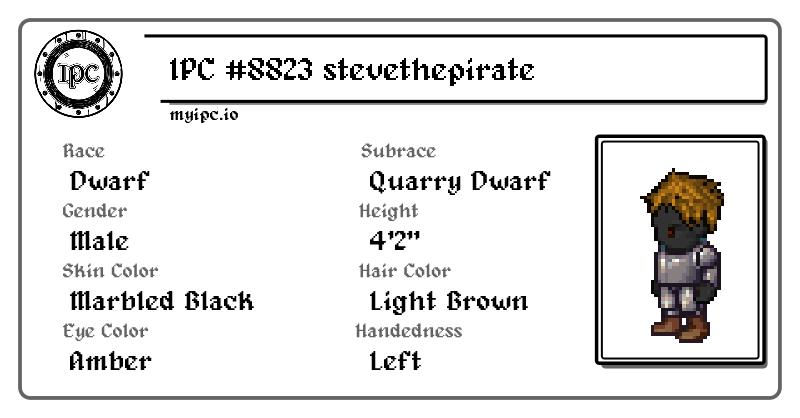 IPC
IPC #8823 stevethepirate
myipc.io
Race
Dwarf
Subrace
Quarry Dwarf
Gender
Male
Height
4'2"
Skin Color
Marbled Black
Hair Color
Light Brown
Eye Color
Amber
Handedness
Left